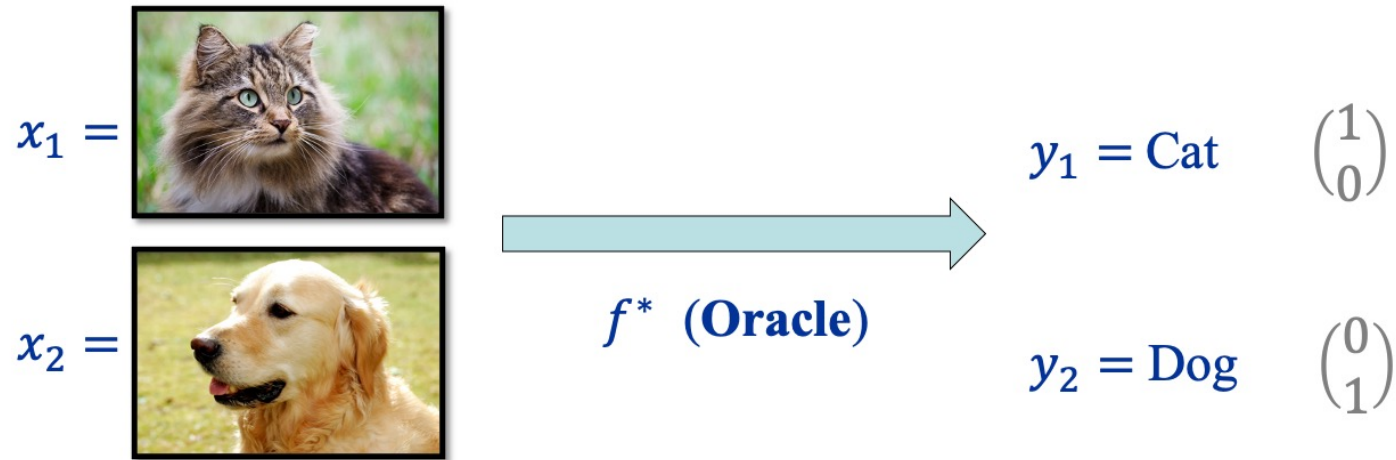 x₁ =
y₁ = Cat (1 0)
f* (Oracle)
x₂ =
y₂ = Dog (0 1)